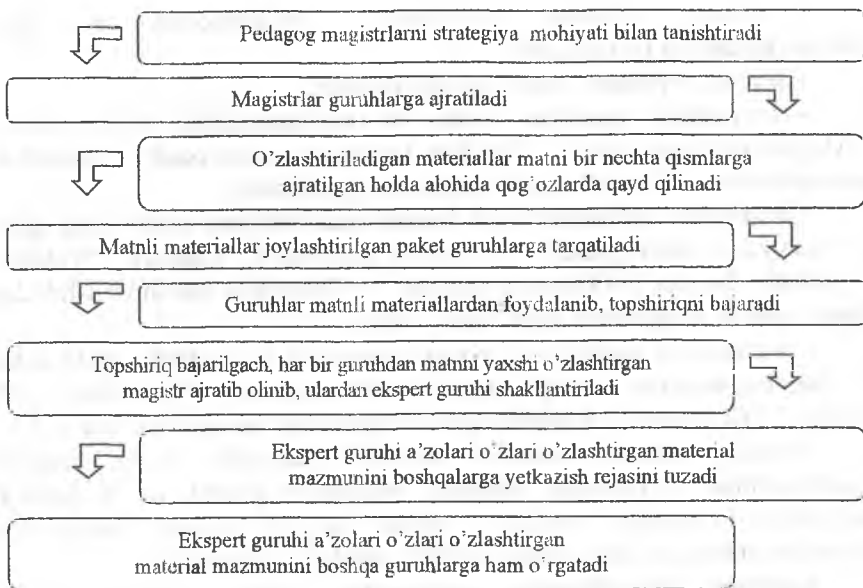 Pedagog magistrlarni strategiya mohiyati bilan tanishtiradi
Magistrlar guruhlarga ajratiladi
O'zlashtiriladigan materiallar matni bir nechta qismlarga
ajratilgan holda alohida qog'ozlarda qayd qilinadi
Matnli materiallar joylashtirilgan paket guruhlarga tarqatiladi
Guruhlar matnli materiallardan foydalanib, topshiriqni bajaradi
Topshiriq bajarilgach, har bir guruhdan matnni yaxshi o'zlashtirgan
magistr ajratib olinib, ulardan ekspert guruhi shakllantiriladi
Ekspert guruhi a'zolari o'zlari o'zlashtirgan material
mazmunini boshqalarga yetkazish rejasini tuzadi
Ekspert guruhi a'zolari o'zlari o'zlashtirgan
material mazmunini boshqa guruhlarga ham o'rgatadi